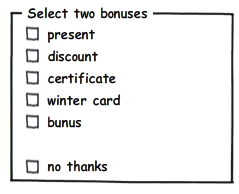 Select two bonuses
present
discount
certificate
winter card
bunus
no thanks